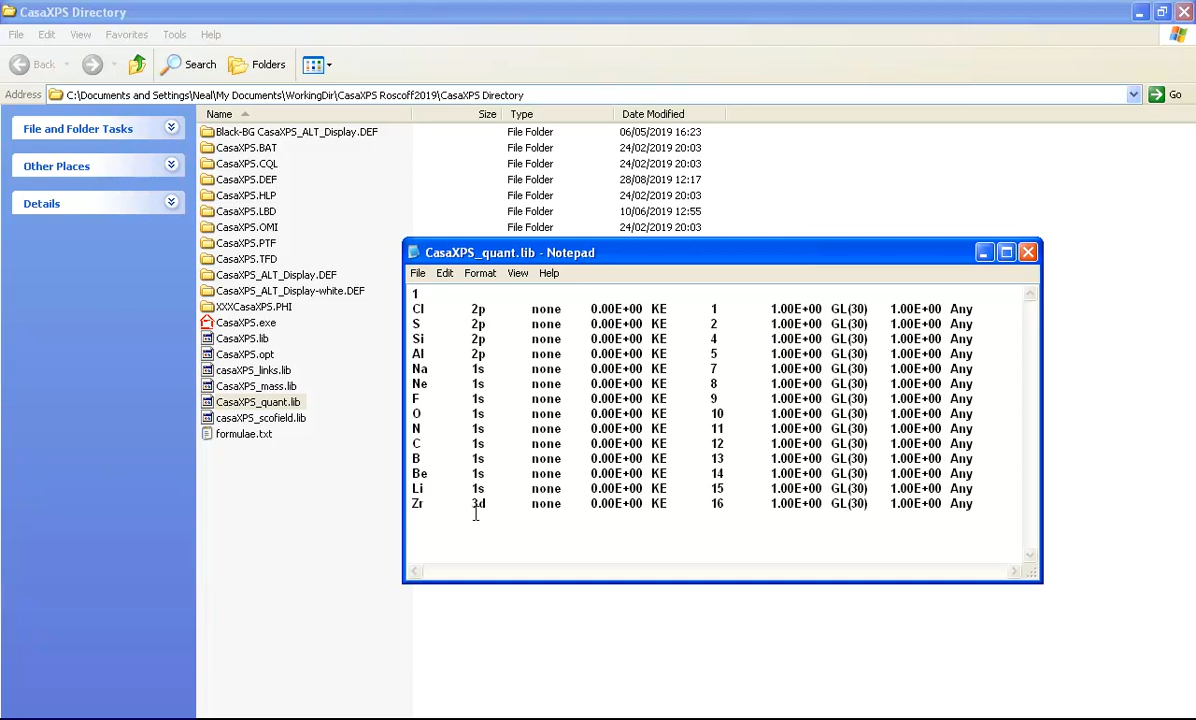 CasaXPS Directory
File Edit View Favorites Tools Help
Back Search Folders
Address C:\Documents and Settings\Neal\My Documents\WorkingDir\CasaXPS Roscoff2019\CasaXPS Directory Go
File and Folder Tasks
Other Places
Details
Name Size Type Date Modified
Black-BG CasaXPS_ALT_Display.DEF File Folder 06/05/2019 16:23
CasaXPS.BAT File Folder 24/02/2019 20:03
CasaXPS.CQL File Folder 24/02/2019 20:03
CasaXPS.DEF File Folder 28/08/2019 12:17
CasaXPS.HLP File Folder 24/02/2019 20:03
CasaXPS.LBD File Folder 10/06/2019 12:55
CasaXPS.OMI File Folder 24/02/2019 20:03
CasaXPS.PTF
CasaXPS.TFD
CasaXPS_ALT_Display.DEF
CasaXPS_ALT_Display-white.DEF
XXXCasaXPS.PHI
CasaXPS.exe
CasaXPS.lib
CasaXPS.opt
casaXPS_links.lib
CasaXPS_mass.lib
CasaXPS_quant.lib
casaXPS_scofield.lib
formulae.txt
CasaXPS_quant.lib - Notepad
File Edit Format View Help
1
Cl 2p none 0.00E+00 KE 1 1.00E+00 GL(30) 1.00E+00 Any
S 2p none 0.00E+00 KE 2 1.00E+00 GL(30) 1.00E+00 Any
Si 2p none 0.00E+00 KE 4 1.00E+00 GL(30) 1.00E+00 Any
Al 2p none 0.00E+00 KE 5 1.00E+00 GL(30) 1.00E+00 Any
Na 1s none 0.00E+00 KE 7 1.00E+00 GL(30) 1.00E+00 Any
Ne 1s none 0.00E+00 KE 8 1.00E+00 GL(30) 1.00E+00 Any
F 1s none 0.00E+00 KE 9 1.00E+00 GL(30) 1.00E+00 Any
O 1s none 0.00E+00 KE 10 1.00E+00 GL(30) 1.00E+00 Any
N 1s none 0.00E+00 KE 11 1.00E+00 GL(30) 1.00E+00 Any
C 1s none 0.00E+00 KE 12 1.00E+00 GL(30) 1.00E+00 Any
B 1s none 0.00E+00 KE 13 1.00E+00 GL(30) 1.00E+00 Any
Be 1s none 0.00E+00 KE 14 1.00E+00 GL(30) 1.00E+00 Any
Li 1s none 0.00E+00 KE 15 1.00E+00 GL(30) 1.00E+00 Any
Zr 3d none 0.00E+00 KE 16 1.00E+00 GL(30) 1.00E+00 Any